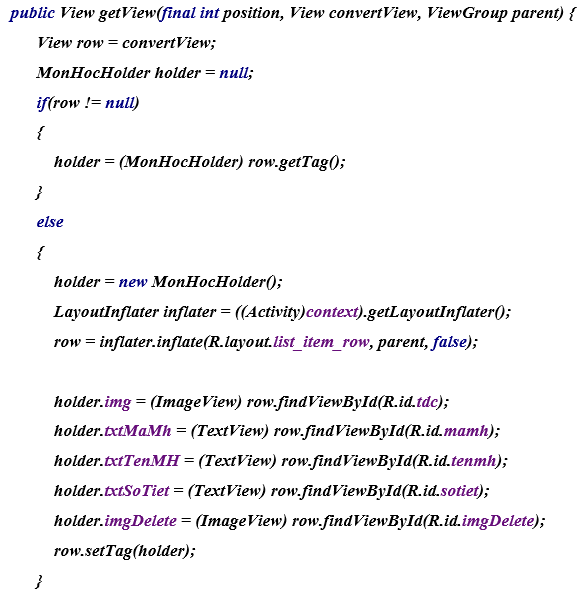 public View getView(final int position, View convertView, ViewGroup parent) {
View row = convertView;
MonHocHolder holder = null;
if(row != null)
{
holder = (MonHocHolder) row.getTag();
}
else
{
holder = new MonHocHolder();
LayoutInflater inflater = ((Activity)context).getLayoutInflater();
row = inflater.inflate(R.layout.list_item_row, parent, false);
holder.img = (ImageView) row.findViewById(R.id.tdc);
holder.txtMaMh = (TextView) row.findViewById(R.id.mamh);
holder.txtTenMH = (TextView) row.findViewById(R.id.tenmh);
holder.txtSoTiet = (TextView) row.findViewById(R.id.sotiet);
holder.imgDelete = (ImageView) row.findViewById(R.id.imgDelete);
row.setTag(holder);
}